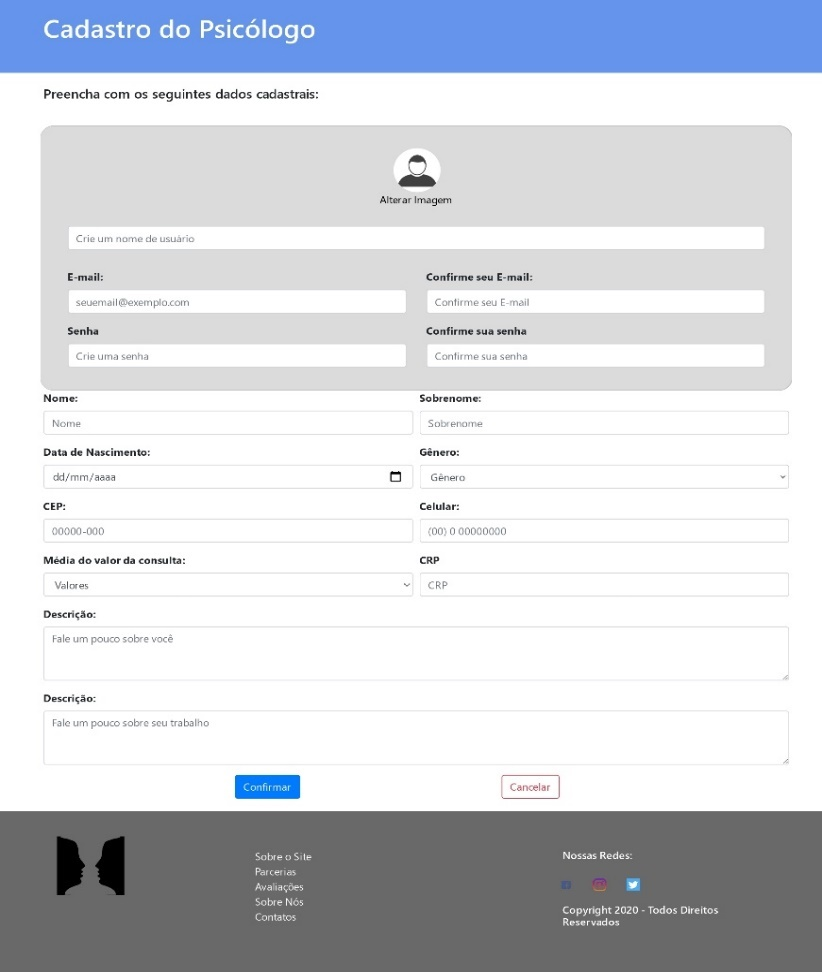 Cadastro do Psicólogo
Preencha com os seguintes dados cadastrais:
Alterar Imagem
Crie um nome de usuário
E-mail:
Confirme seu E-mail:
seuemail@exemplo.com
Confirme seu E-mail
Senha
Confirme sua senha
Crie uma senha
Confirme sua senha
Nome:
Sobrenome:
Nome
Sobrenome
Data de Nascimento:
Gênero:
dd/mm/aaaa
Gênero
CEP:
Celular:
00000-000
(00) 0 00000000
Média do valor da consulta:
CRP
Valores
CRP
Descrição:
Fale um pouco sobre você
Descrição:
Fale um pouco sobre seu trabalho
Confirmar
Cancelar
Sobre o Site
Parcerias
Avaliações
Sobre Nós
Contatos
Nossas Redes:
Copyright 2020 - Todos Direitos
Reservados